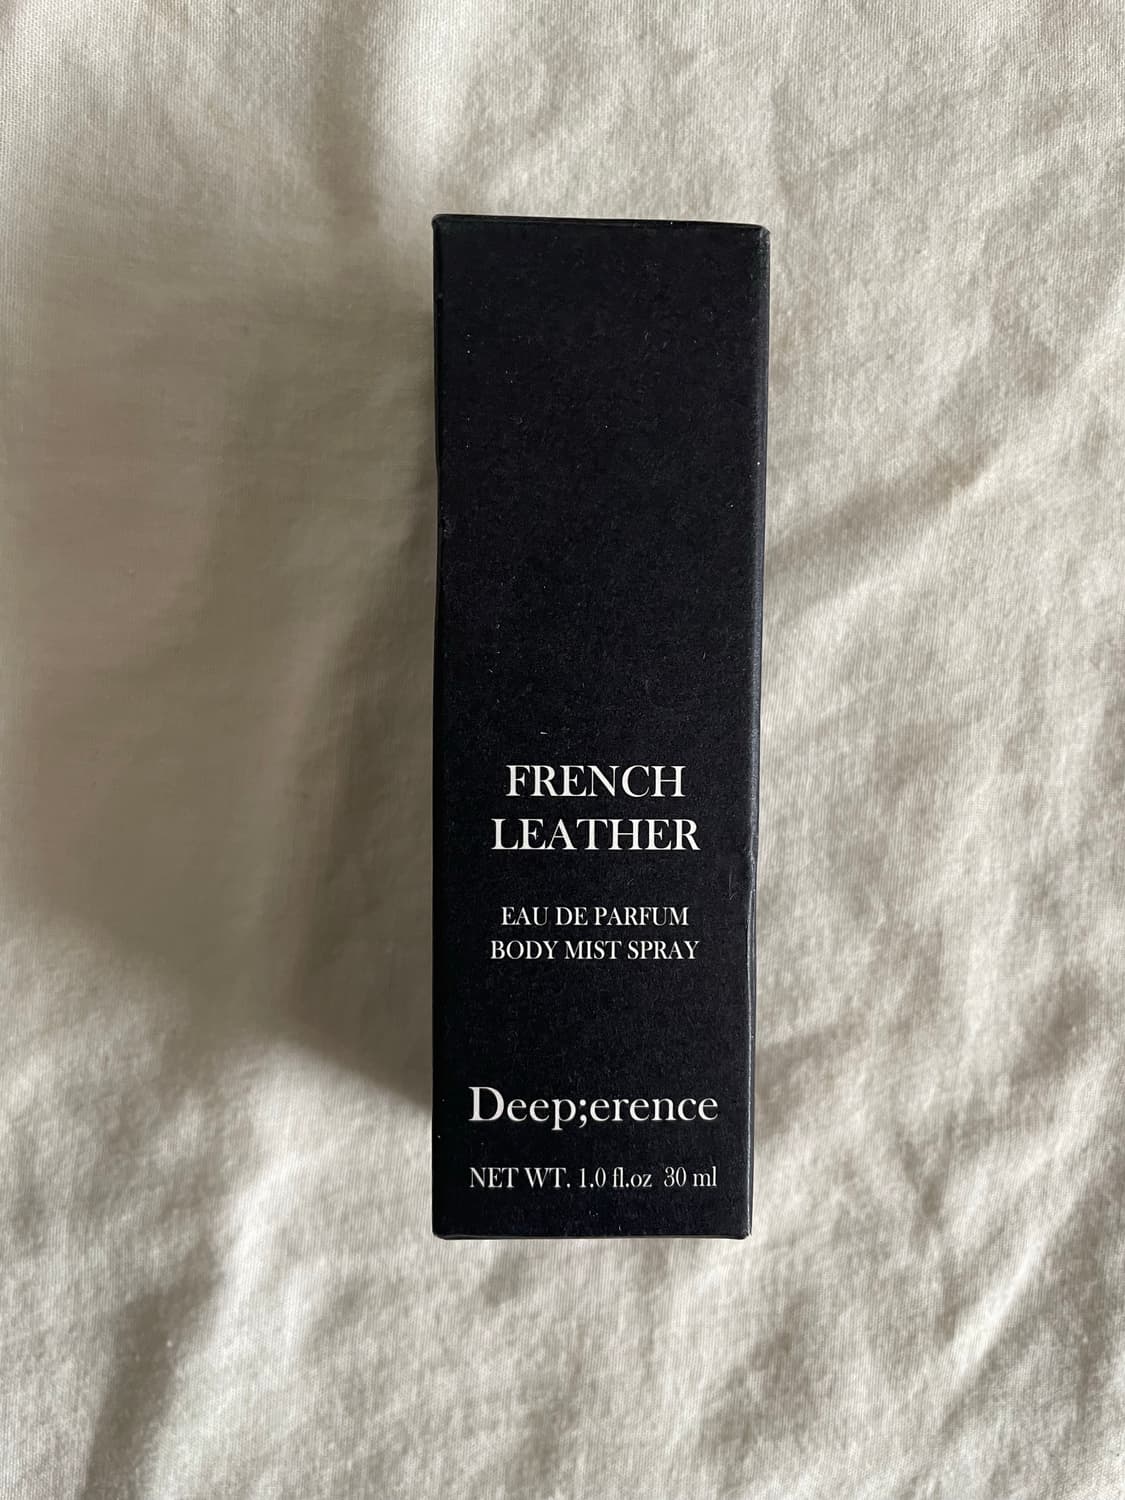 FRENCH
LEATHER
EAU DE PARFUM
BODY MIST SPRAY
Deep;erence
NET WT. 1.0 fl.oz 30 ml